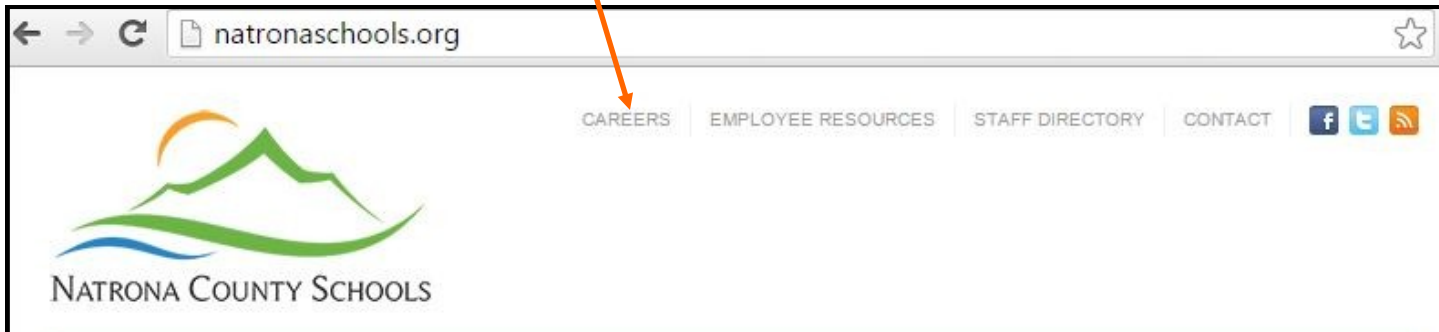 natronaschools.org
CAREERS EMPLOYEE RESOURCES STAFF DIRECTORY CONTACT
NATRONA COUNTY SCHOOLS